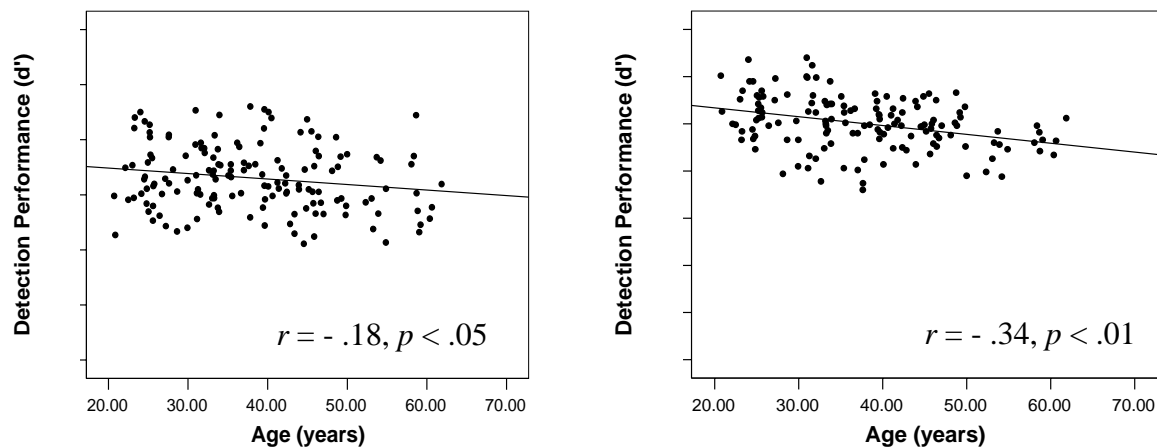 Detection Performance (d')
r = - .18, p < .05
20.00 30.00 40.00 50.00 60.00 70.00
Age (years)
Detection Performance (d')
r = - .34, p < .01
20.00 30.00 40.00 50.00 60.00 70.00
Age (years)